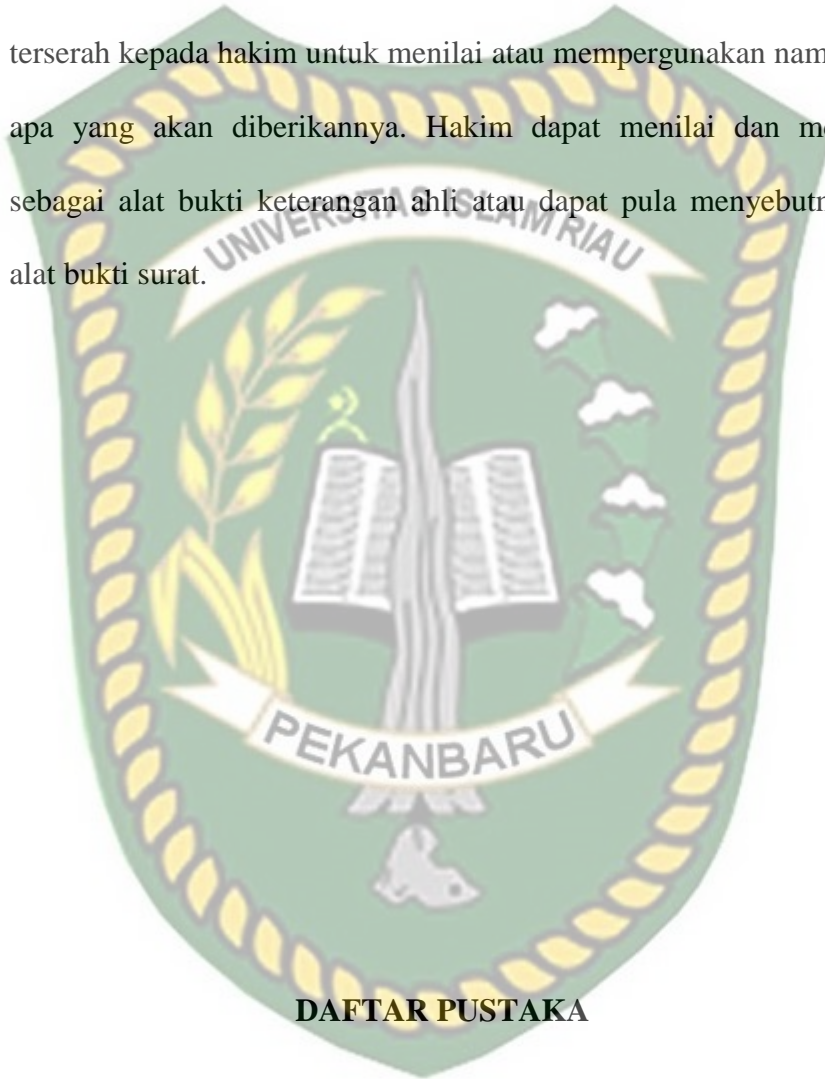 terserah kepada hakim untuk menilai atau mempergunakan nam
apa yang akan diberikannya. Hakim dapat menilai dan me
sebagai alat bukti keterangan ahli atau dapat pula menyebutn
alat bukti surat.
UNIVERSITAS ISLAM RIAU
PEKANBARU
DAFTAR PUSTAKA